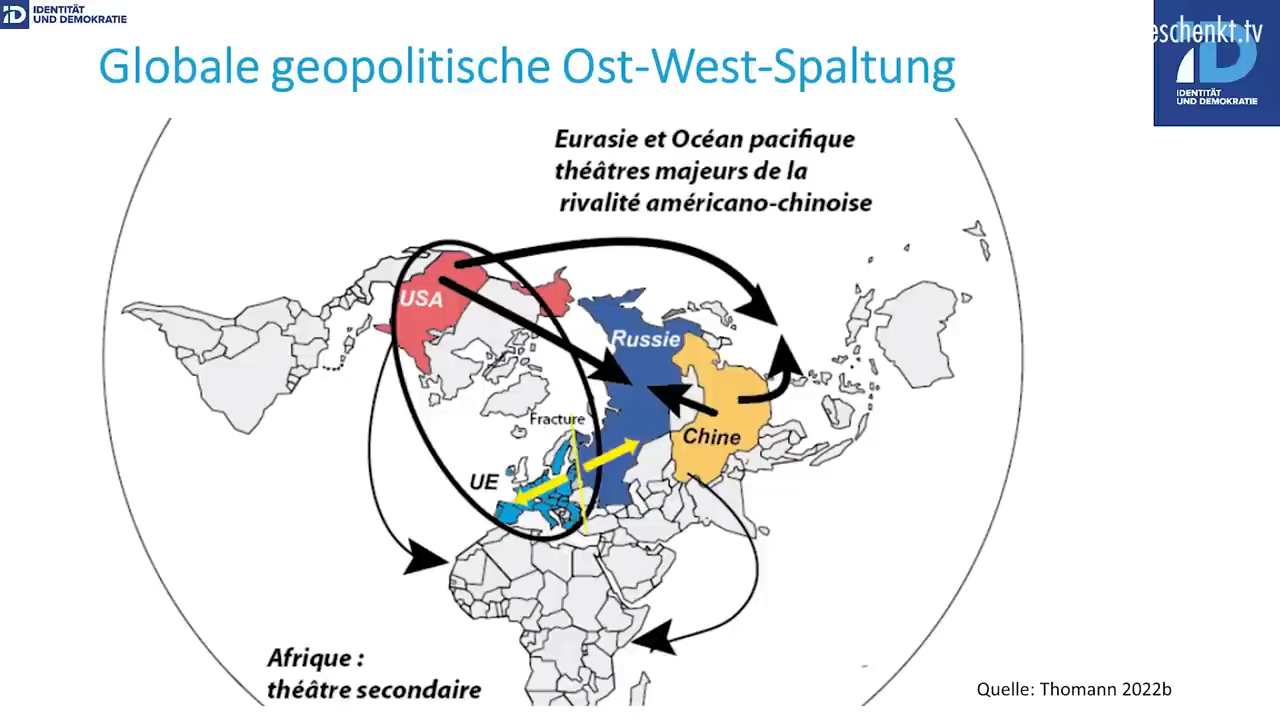 IDENTITÄT
UND DEMOKRATIE
Globale geopolitische Ost-West-Spaltung
eschenkt.tv
ID
IDENTITÄT
UND DEMOKRATIE
Eurasie et Océan pacifique
théâtres majeurs de la
rivalité américano-chinoise
USA
Russie
Fracture
Chine
UE
Afrique :
théâtre secondaire
Quelle: Thomann 2022b